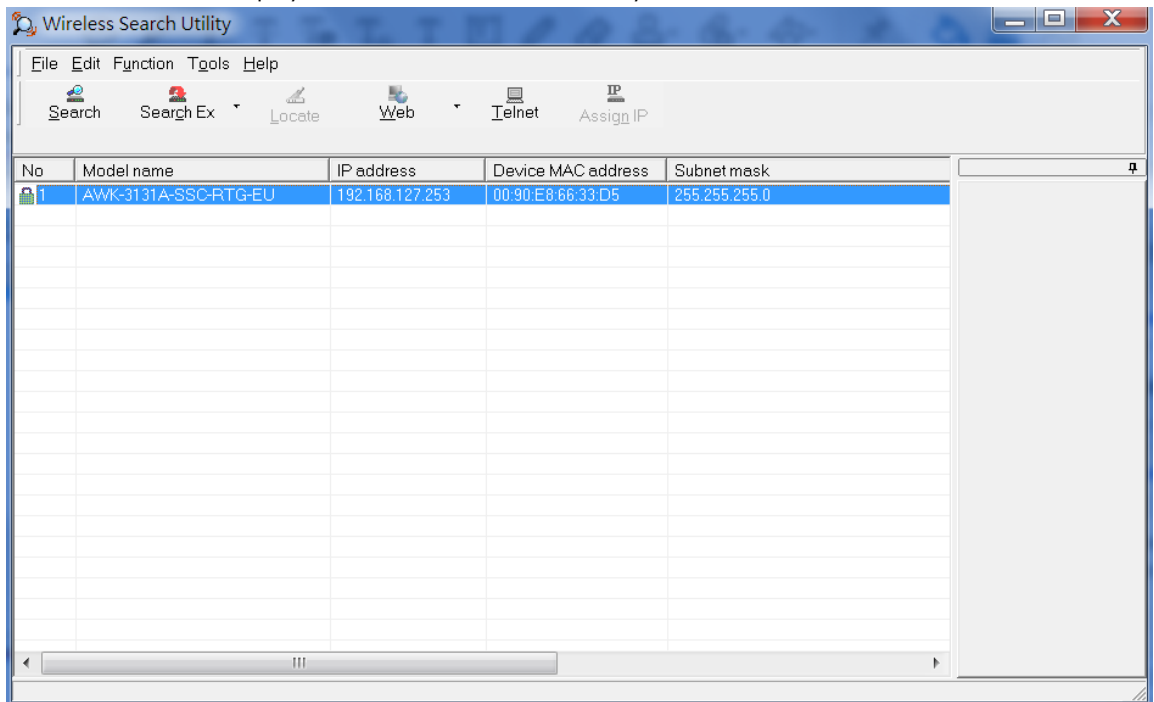 Wireless Search Utility
File Edit Function Tools Help
Search Search Ex Locate Web Telnet Assign IP
No Model name IP address Device MAC address Subnet mask
1 AWK-3131A-SSC-RTG-EU 192.168.127.253 00:90:E8:66:33:D5 255.255.255.0